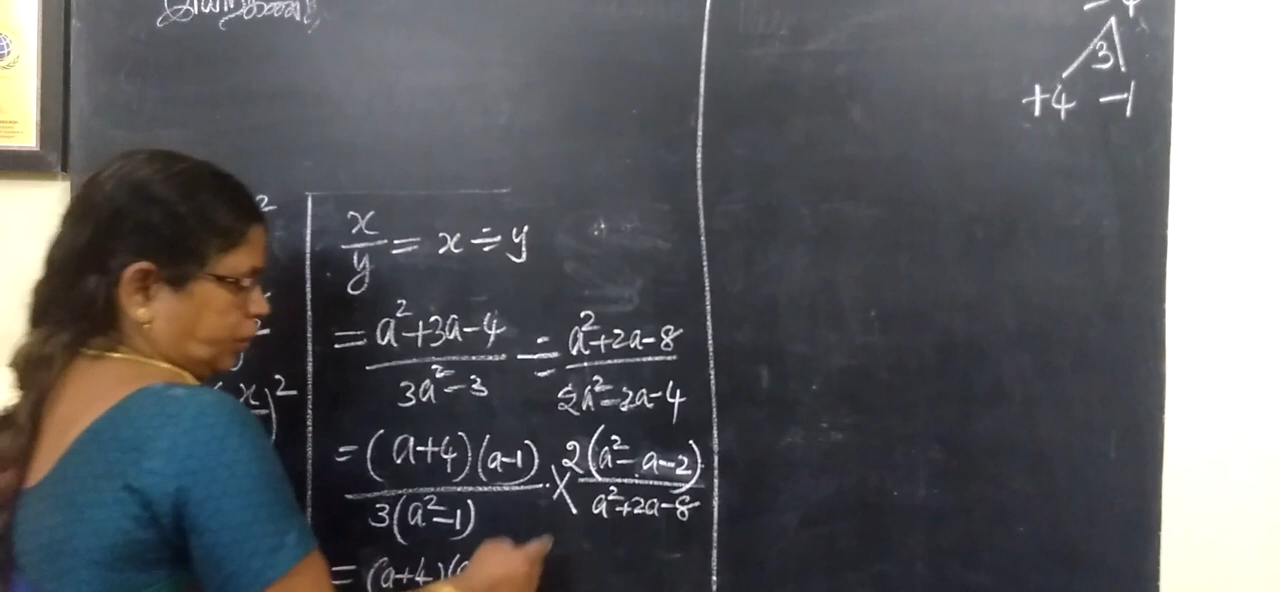 x/y = x ÷ y
= (a²+3a-4)/(3a²-3) ÷ (a²+2a-8)/(2a²-2a-4)
= (a+4)(a-1)/3(a²-1) × 2(a²-a-2)/(a²+2a-8)
= (a+4)(
3
+4 -1